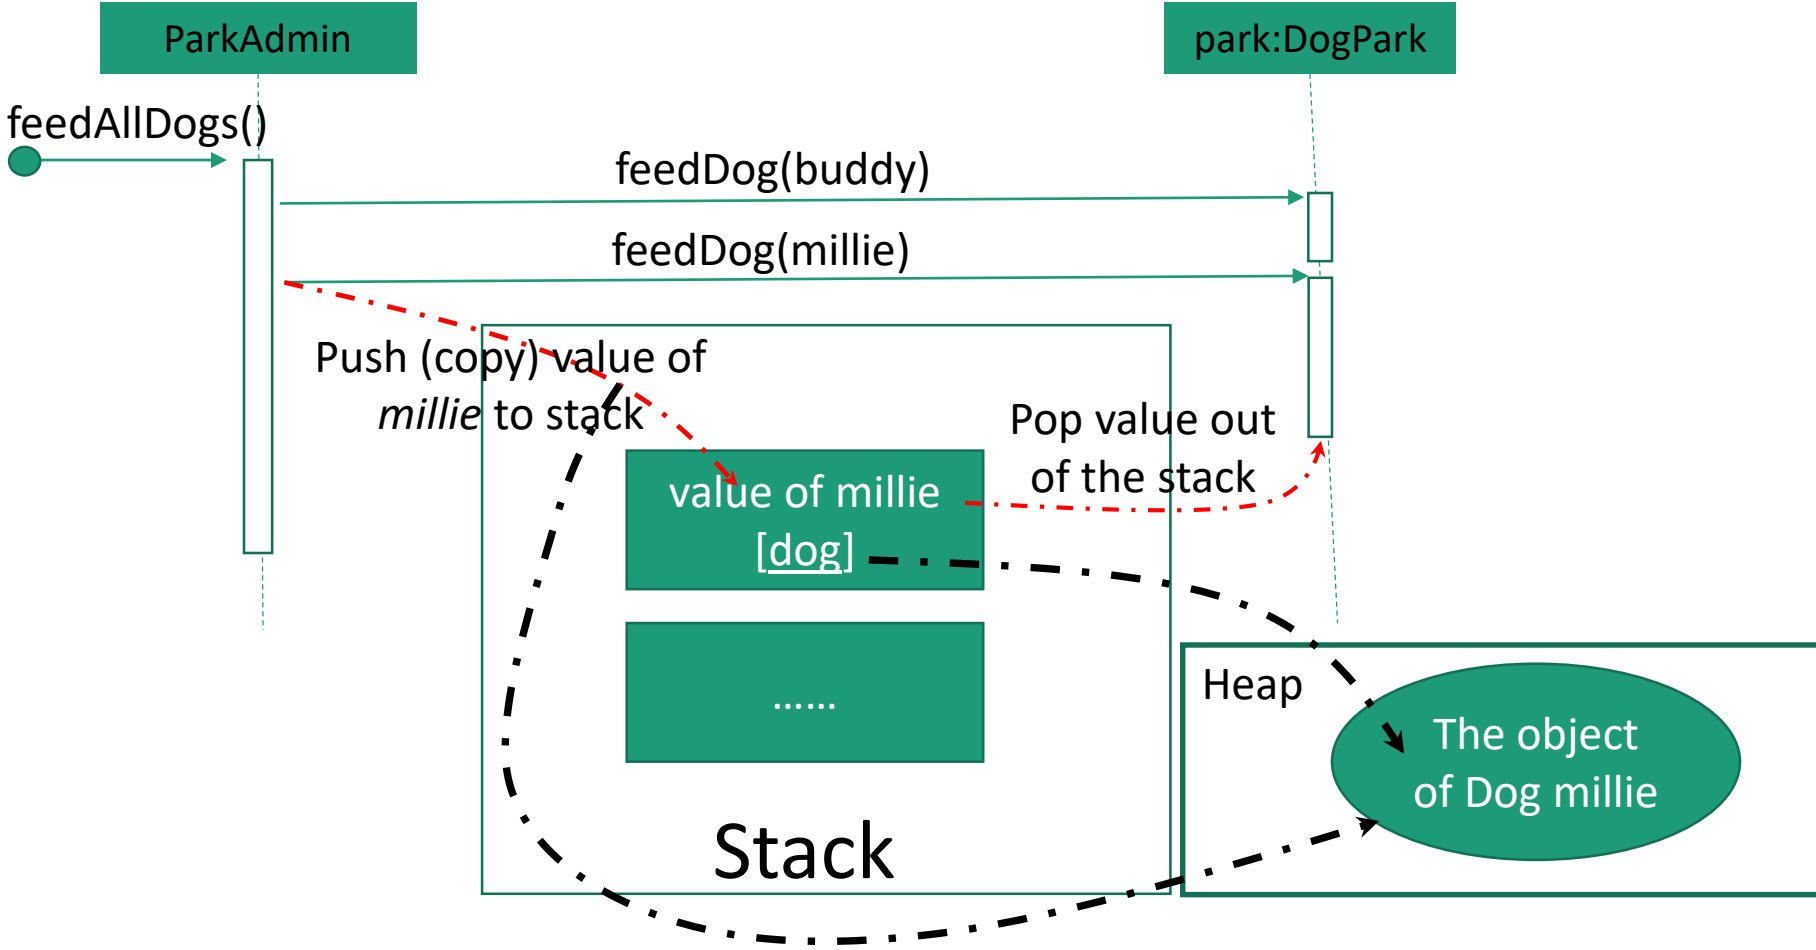 ParkAdmin
park:DogPark
feedAllDogs()
feedDog(buddy)
feedDog(millie)
Push (copy) value of
millie to stack
Pop value out
of the stack
value of millie
[dog]
......
Stack
Heap
The object
of Dog millie